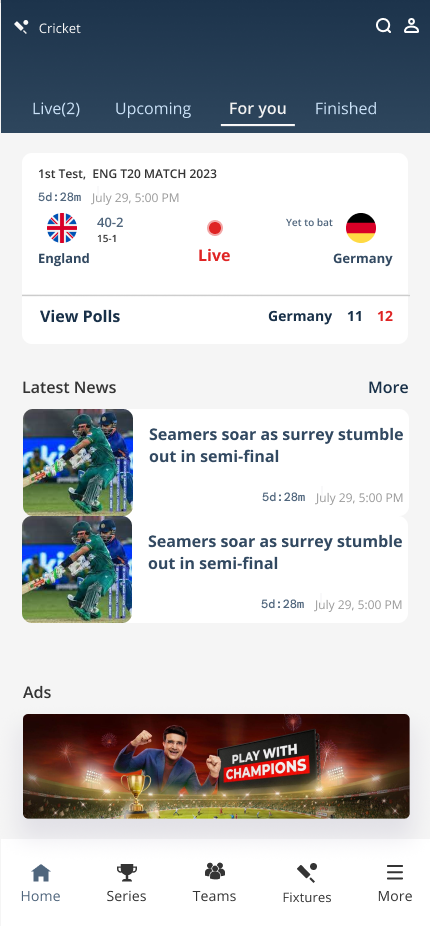 Cricket
Live(2) Upcoming For you Finished
1st Test, ENG T20 MATCH 2023
5d:28m July 29, 5:00 PM
40-2 Yet to bat
15-1
England Live Germany
View Polls Germany 11 12
Latest News More
Seamers soar as surrey stumble
out in semi-final
5d:28m July 29, 5:00 PM
Seamers soar as surrey stumble
out in semi-final
5d:28m July 29, 5:00 PM
Ads
PLAY WITH
CHAMPIONS
Home Series Teams Fixtures More